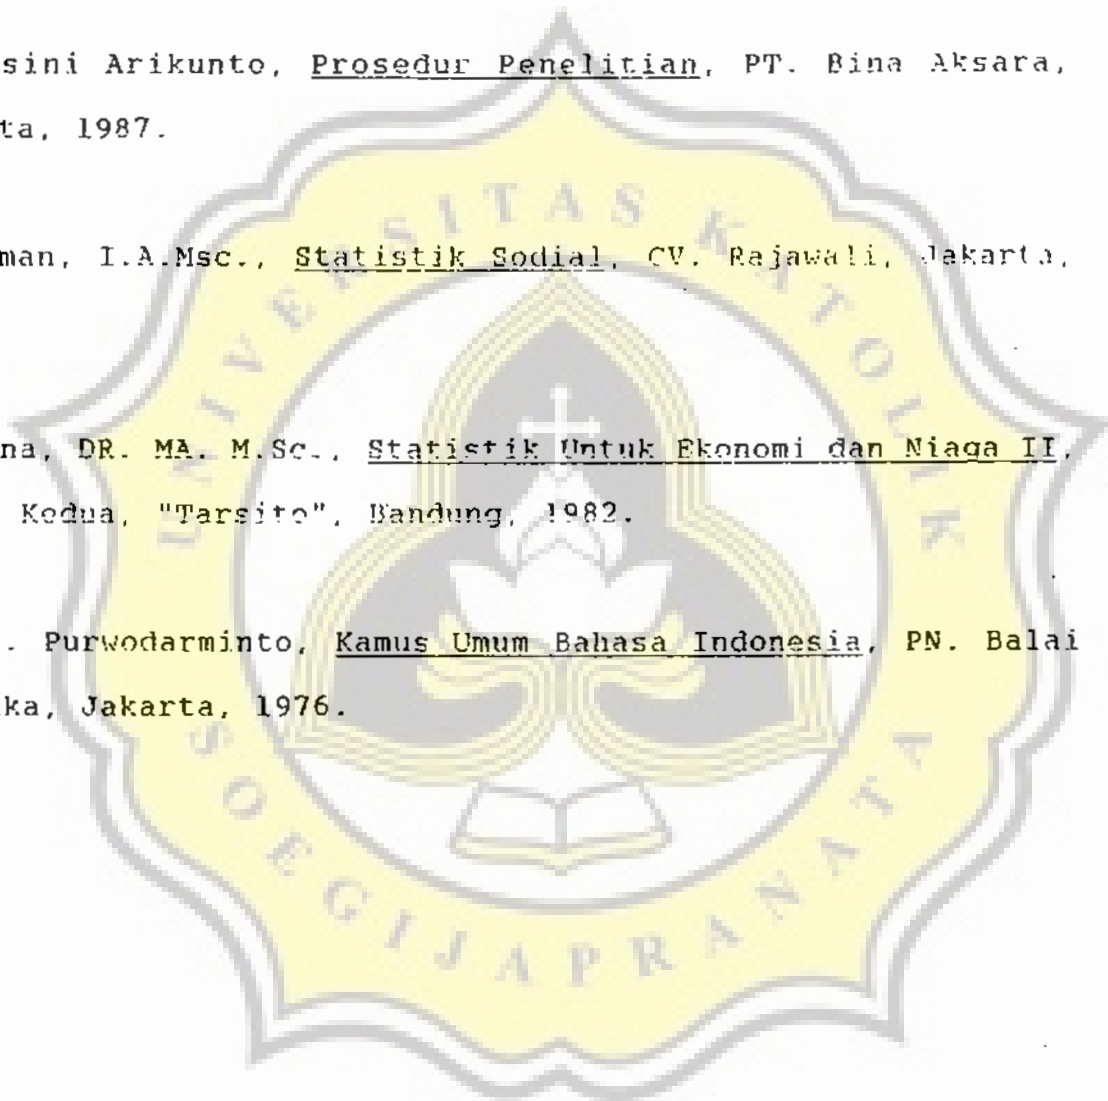 sini Arikunto, Prosedur Penelitian, PT. Bina Aksara,
ta, 1987.
man, I.A.Msc., Statistik Sodial, CV. Rajawali, Jakarta,
na, DR. MA. M.Sc., Statistik Untuk Ekonomi dan Niaga II,
Kedua, "Tarsito", Bandung, 1982.
. Purwodarminto, Kamus Umum Bahasa Indonesia, PN. Balai
ka, Jakarta, 1976.
UNIVERSITAS KATOLIK
SOEGIJAPRANATA